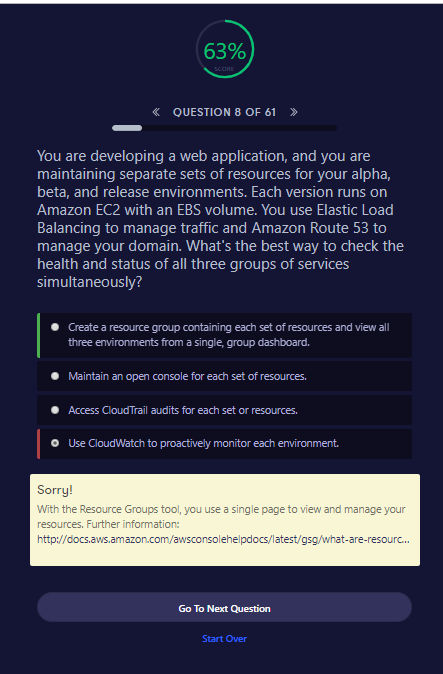 63%
SCORE
« QUESTION 8 OF 61 »
You are developing a web application, and you are
maintaining separate sets of resources for your alpha,
beta, and release environments. Each version runs on
Amazon EC2 with an EBS volume. You use Elastic Load
Balancing to manage traffic and Amazon Route 53 to
manage your domain. What's the best way to check the
health and status of all three groups of services
simultaneously?
Create a resource group containing each set of resources and view all
three environments from a single, group dashboard.
Maintain an open console for each set of resources.
Access CloudTrail audits for each set or resources.
Use CloudWatch to proactively monitor each environment.
Sorry!
With the Resource Groups tool, you use a single page to view and manage your
resources. Further information:
http://docs.aws.amazon.com/awsconsolehelpdocs/latest/gsg/what-are-resourc...
Go To Next Question
Start Over